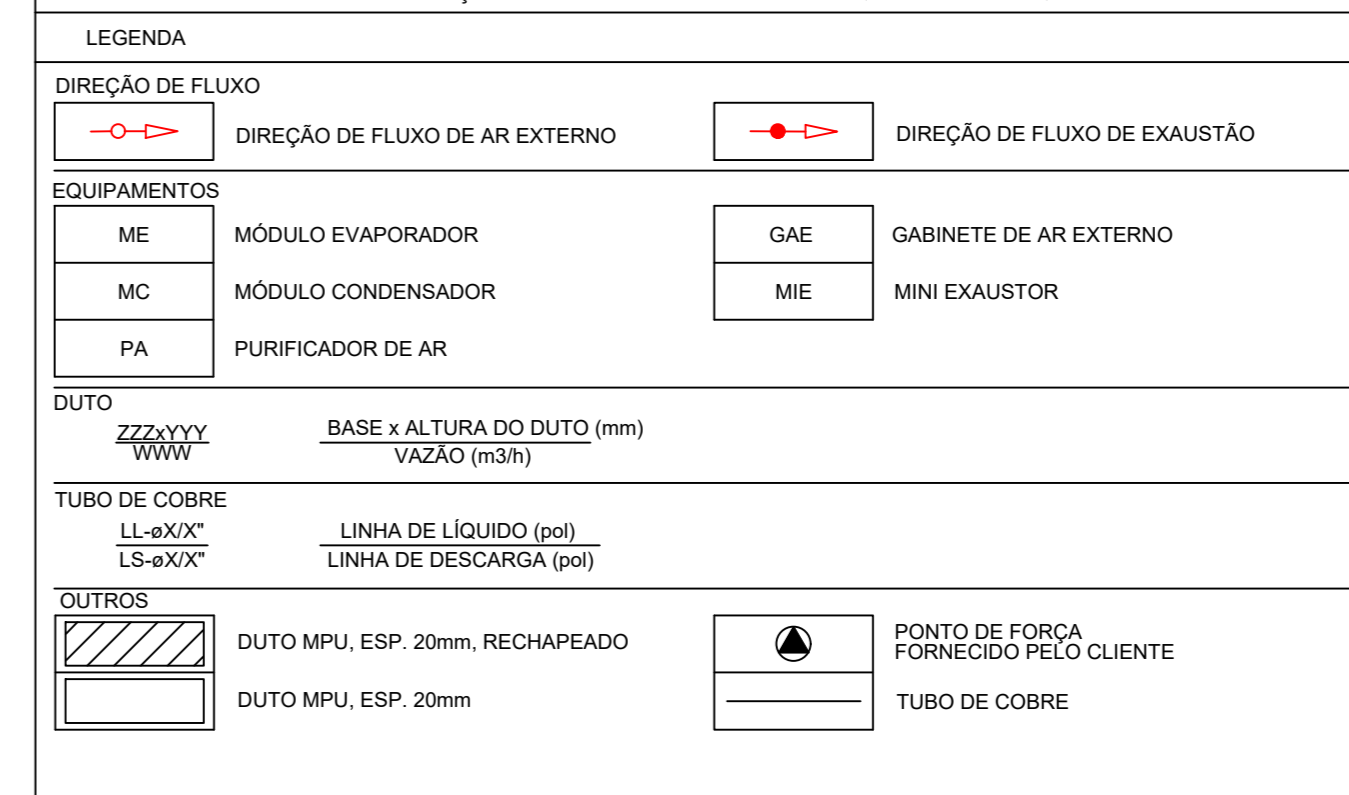 LEGENDA
DIREÇÃO DE FLUXO
DIREÇÃO DE FLUXO DE AR EXTERNO
DIREÇÃO DE FLUXO DE EXAUSTÃO
EQUIPAMENTOS
ME MÓDULO EVAPORADOR
GAE GABINETE DE AR EXTERNO
MC MÓDULO CONDENSADOR
MIE MINI EXAUSTOR
PA PURIFICADOR DE AR
DUTO
ZZZxYYY BASE x ALTURA DO DUTO (mm)
WWW VAZÃO (m3/h)
TUBO DE COBRE
LL-øX/X" LINHA DE LÍQUIDO (pol)
LS-øX/X" LINHA DE DESCARGA (pol)
OUTROS
DUTO MPU, ESP. 20mm, RECHAPEADO
PONTO DE FORÇA
FORNECIDO PELO CLIENTE
DUTO MPU, ESP. 20mm
TUBO DE COBRE